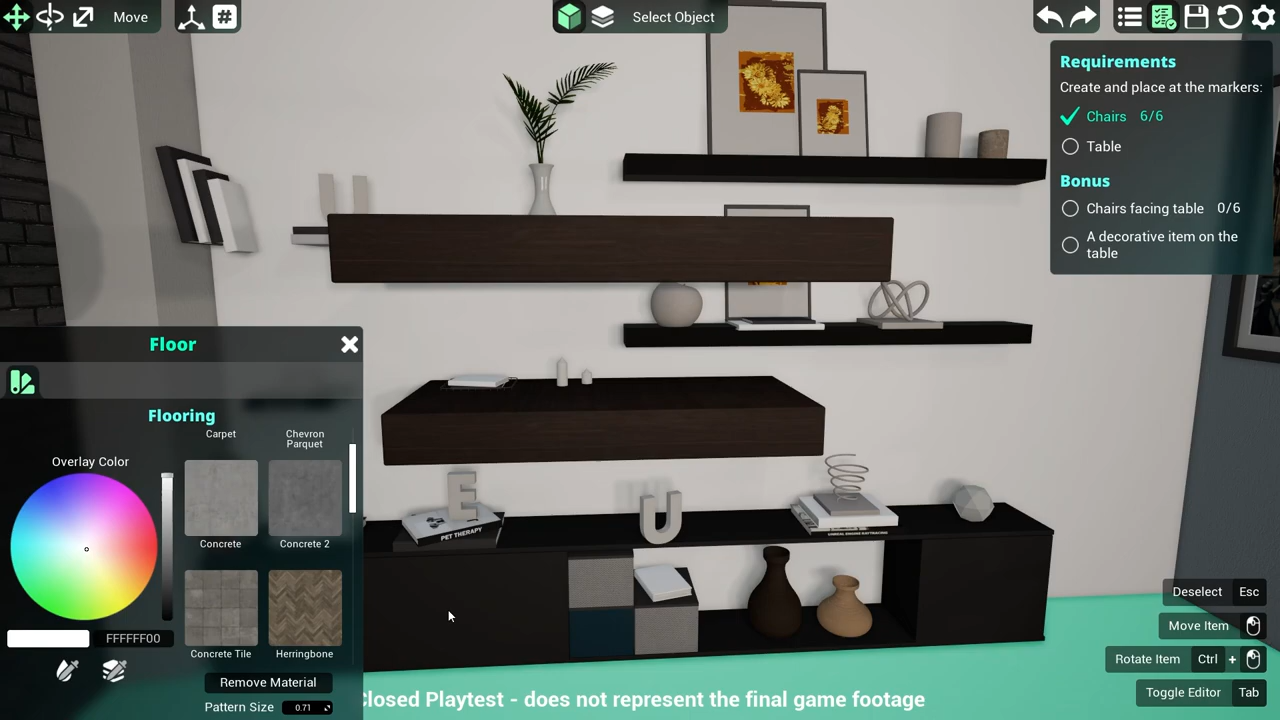 Move
Select Object
Requirements
Create and place at the markers:
Chairs 6/6
Table
Bonus
Chairs facing table 0/6
A decorative item on the
table
Floor
Flooring
Carpet
Chevron
Parquet
Overlay Color
Concrete
Concrete 2
Concrete Tile
Herringbone
FFFFFF00
Remove Material
Pattern Size 0.71
E
PET THERAPY
U
Deselect Esc
Move Item
Rotate Item Ctrl +
Toggle Editor Tab
Closed Playtest - does not represent the final game footage